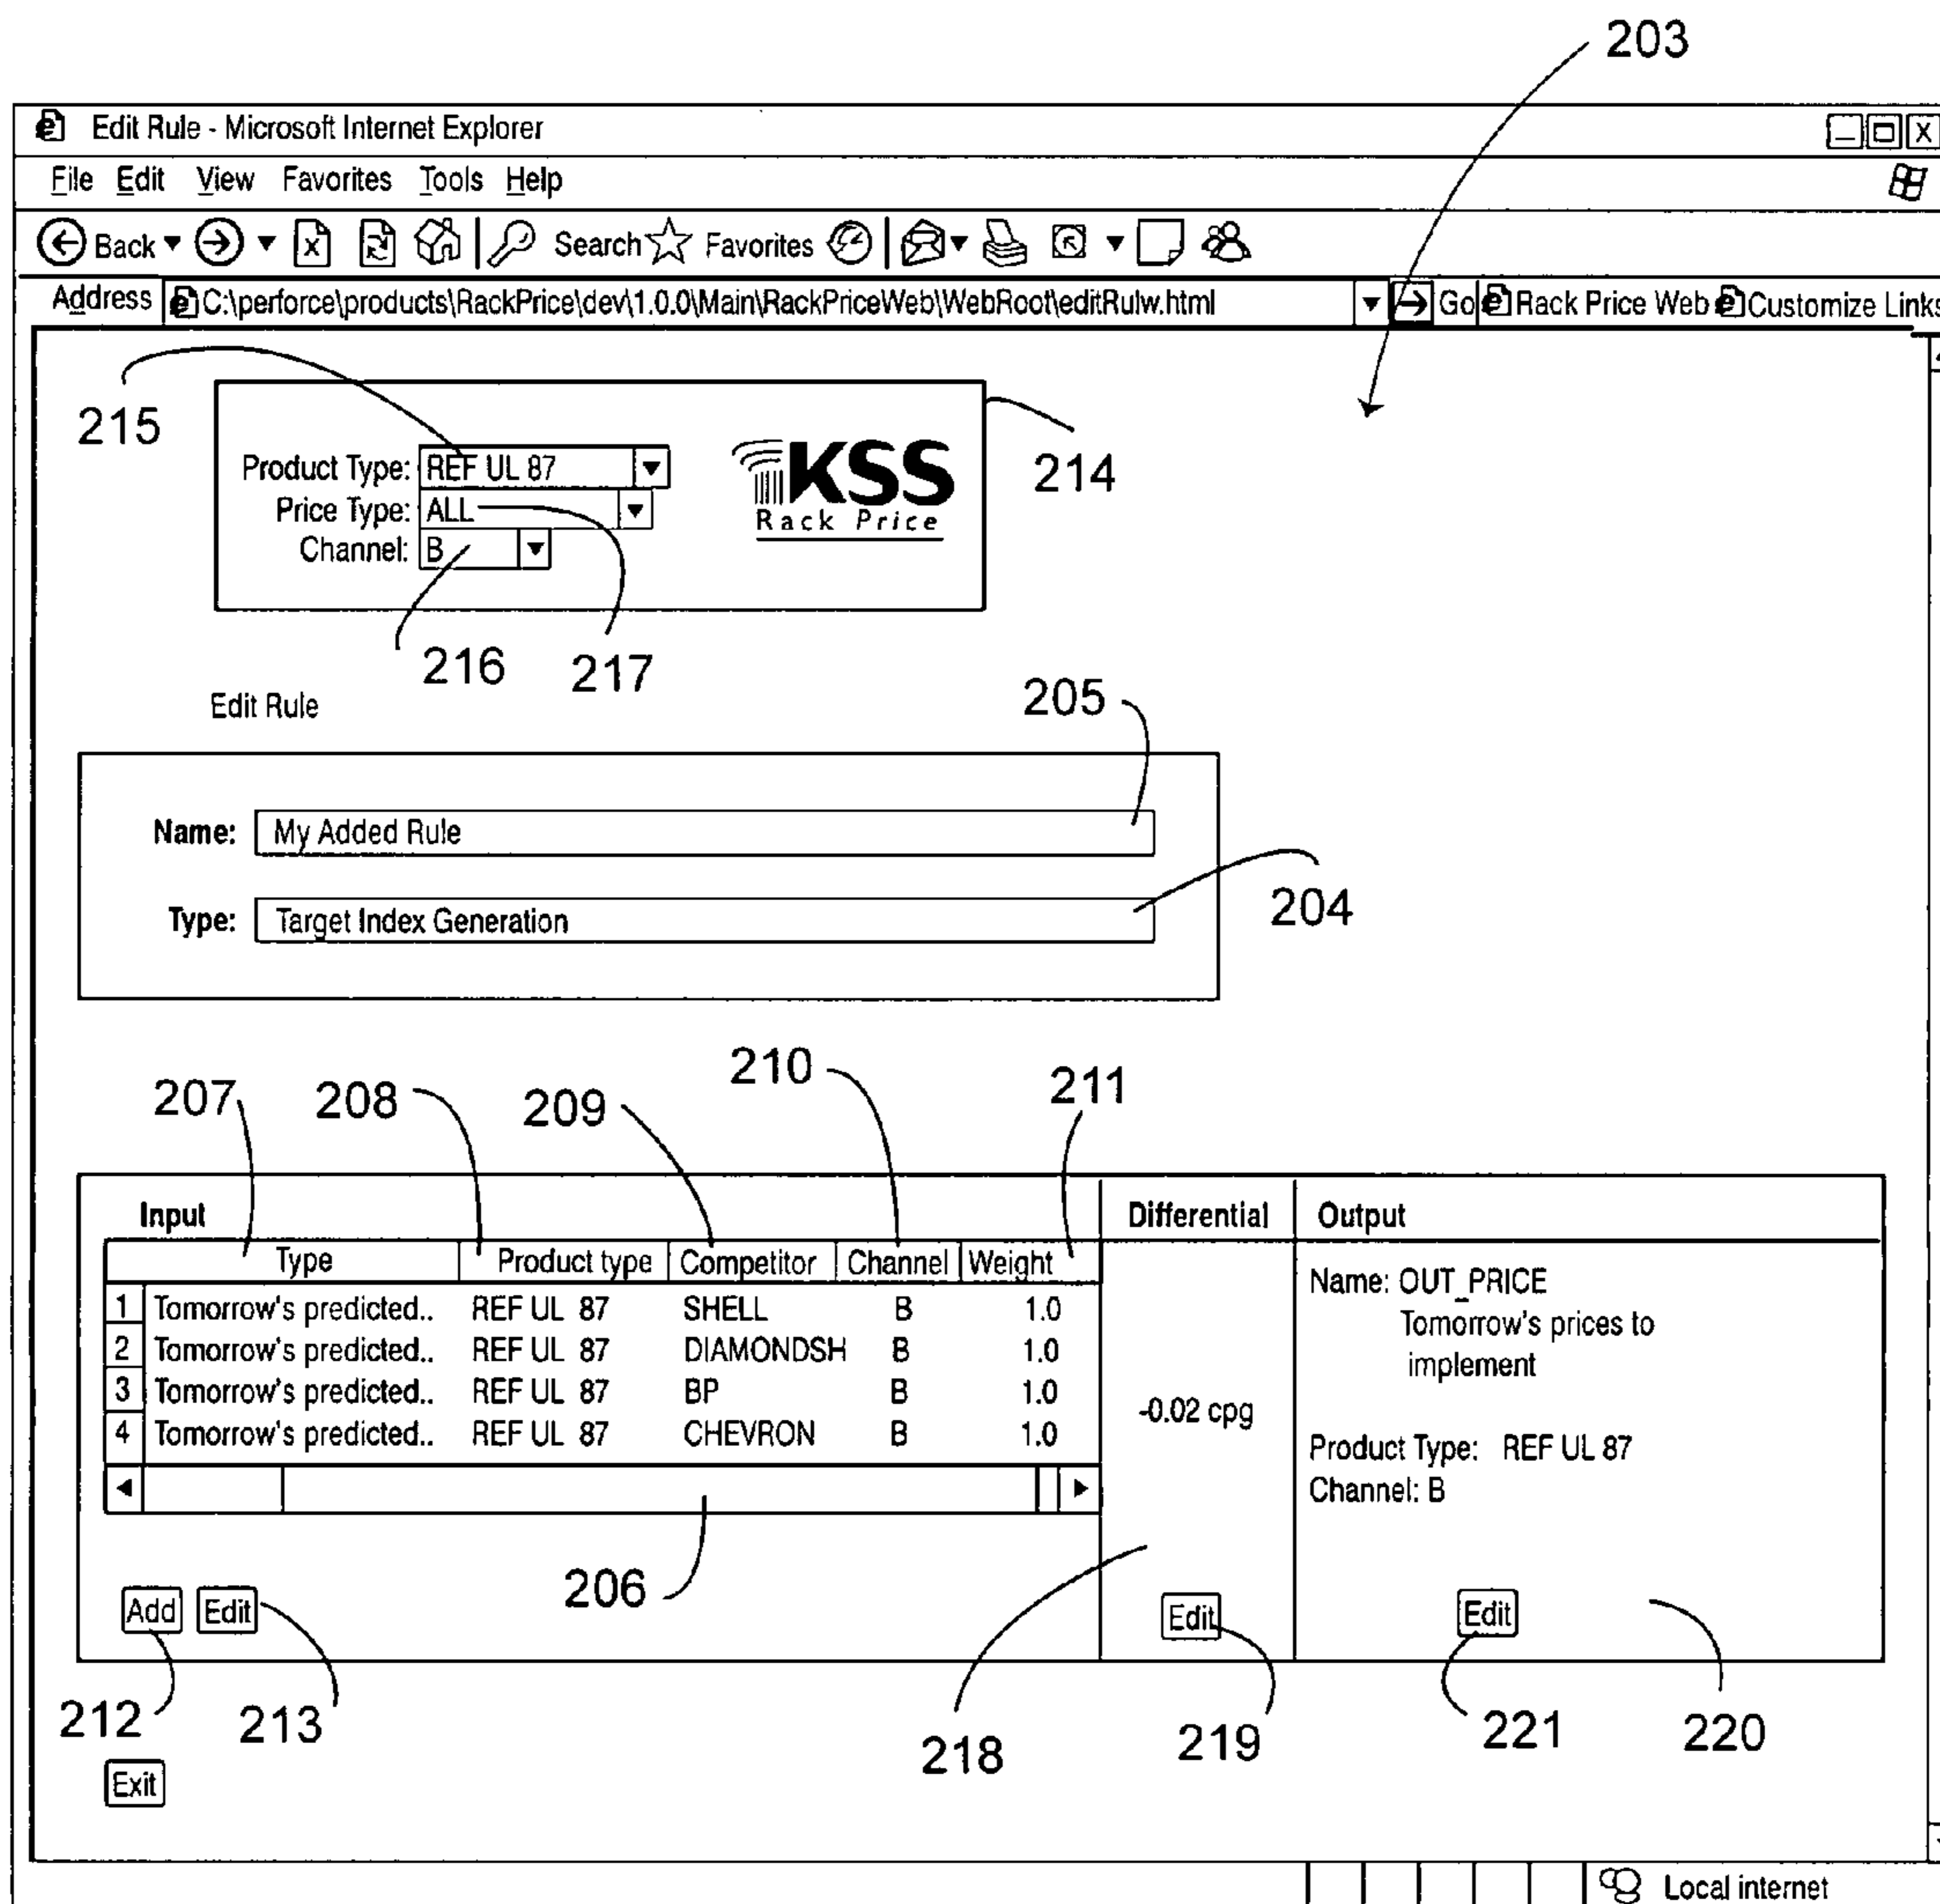 203
Edit Rule - Microsoft Internet Explorer
File Edit View Favorites Tools Help
Back Search Favorites
Address C:\perforce\products\RackPrice\dev\1.0.0\Main\RackPriceWeb\WebRoot\editRulw.html Go Rack Price Web Customize Links
215
Product Type: REF UL 87
Price Type: ALL
Channel: B
KSS
Rack Price
214
216 217
Edit Rule
205
Name: My Added Rule
Type: Target Index Generation
204
207 208 209 210 211
Input Differential Output
Type Product type Competitor Channel Weight
1 Tomorrow's predicted.. REF UL 87 SHELL B 1.0
2 Tomorrow's predicted.. REF UL 87 DIAMONDSH B 1.0
3 Tomorrow's predicted.. REF UL 87 BP B 1.0
4 Tomorrow's predicted.. REF UL 87 CHEVRON B 1.0
-0.02 cpg
Name: OUT_PRICE
Tomorrow's prices to
implement
Product Type: REF UL 87
Channel: B
206
Add Edit Edit Edit
212 213 218 219 221 220
Exit
Local internet